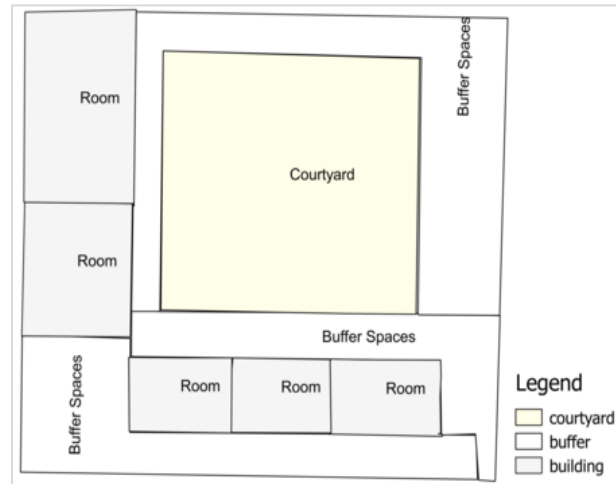 Buffer Spaces
Room
Courtyard
Room
Buffer Spaces
Buffer Spaces
Room
Room
Room
Legend
courtyard
buffer
building